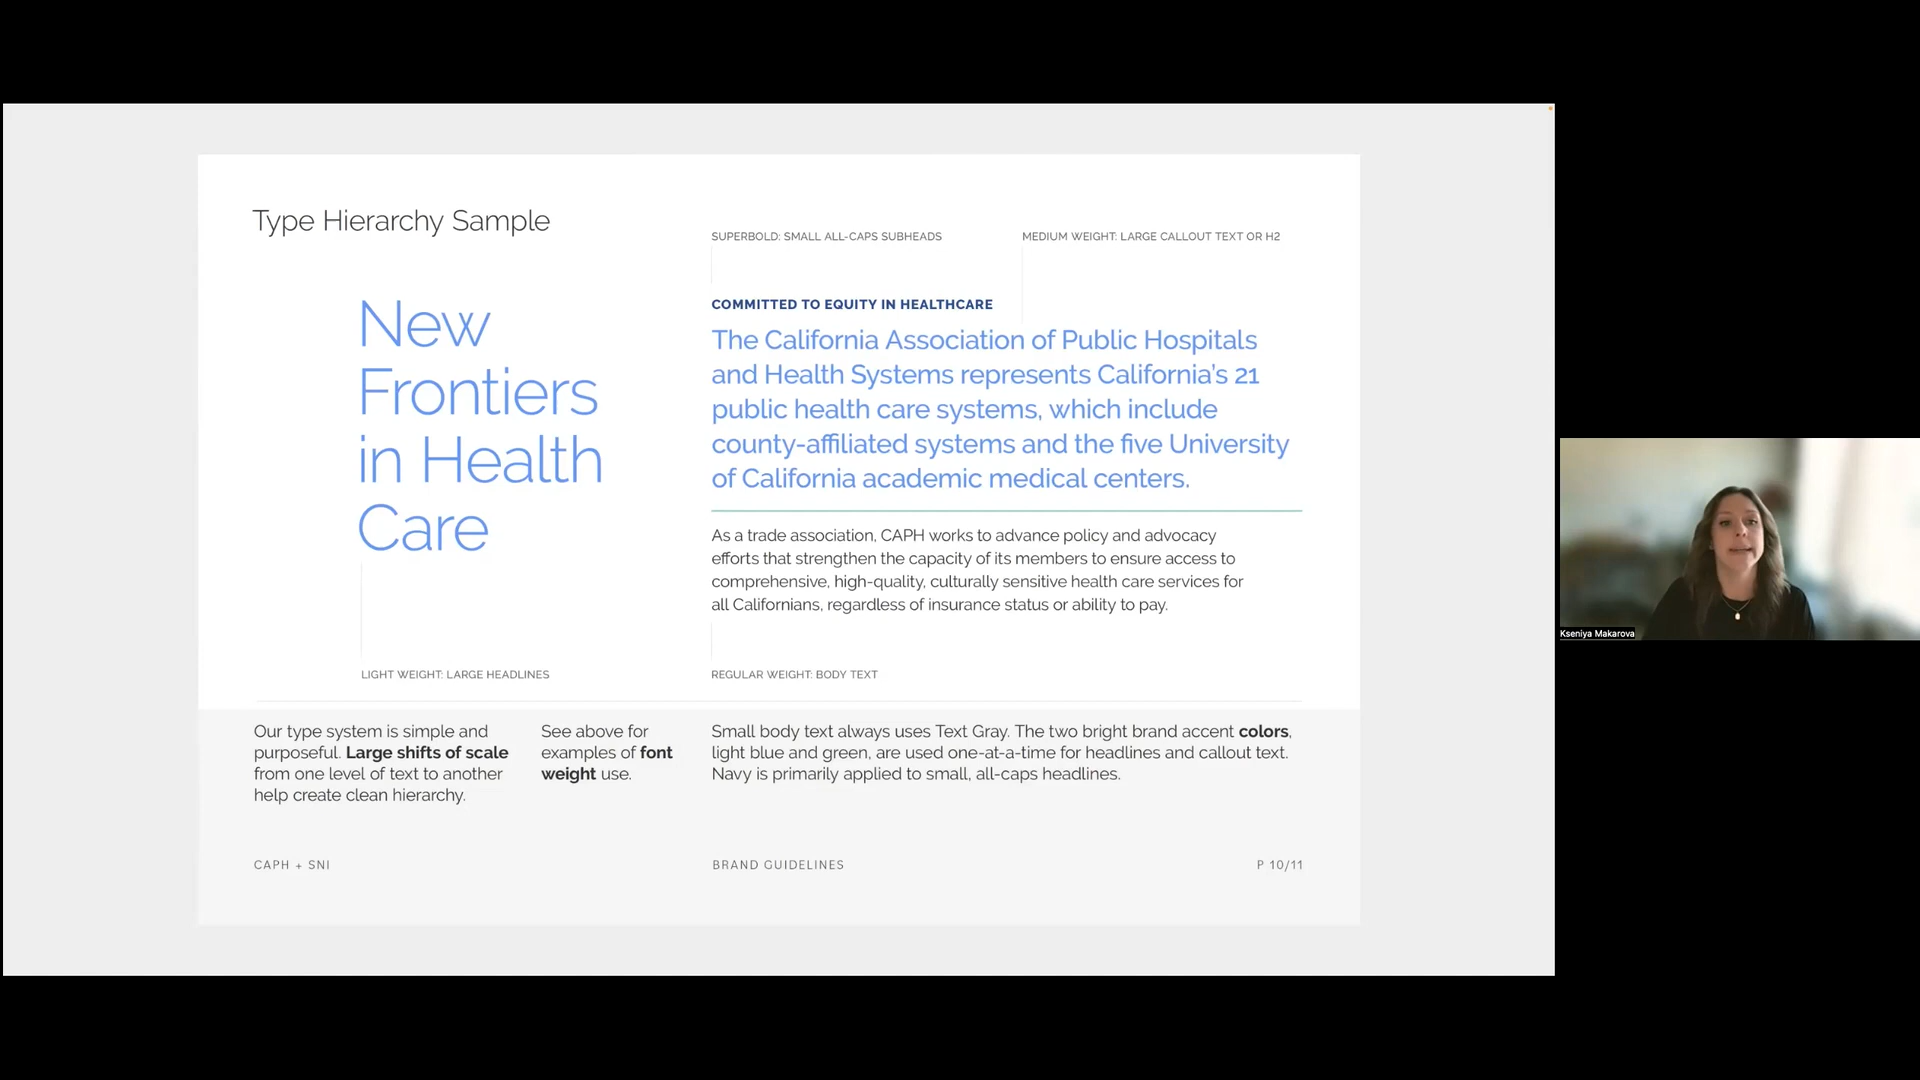 Type Hierarchy Sample
SUPERBOLD: SMALL ALL-CAPS SUBHEADS
MEDIUM WEIGHT: LARGE CALLOUT TEXT OR H2
New
Frontiers
in Health
Care
COMMITTED TO EQUITY IN HEALTHCARE
The California Association of Public Hospitals
and Health Systems represents California's 21
public health care systems, which include
county-affiliated systems and the five University
of California academic medical centers.
As a trade association, CAPH works to advance policy and advocacy
efforts that strengthen the capacity of its members to ensure access to
comprehensive, high-quality, culturally sensitive health care services for
all Californians, regardless of insurance status or ability to pay.
LIGHT WEIGHT: LARGE HEADLINES
REGULAR WEIGHT: BODY TEXT
Our type system is simple and
purposeful. Large shifts of scale
from one level of text to another
help create clean hierarchy.
See above for
examples of font
weight use.
Small body text always uses Text Gray. The two bright brand accent colors,
light blue and green, are used one-at-a-time for headlines and callout text.
Navy is primarily applied to small, all-caps headlines.
CAPH + SNI
BRAND GUIDELINES
P 10/11
Kseniya Makarova